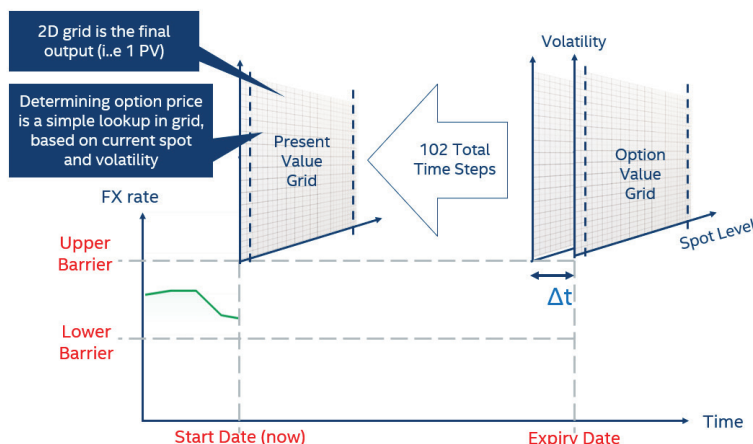 2D grid is the final
output (i..e 1 PV)
Determining option price
is a simple lookup in grid,
based on current spot
and volatility
Present
Value
Grid
102 Total
Time Steps
Volatility
Option
Value
Grid
Spot Level
FX rate
Upper
Barrier
Δt
Lower
Barrier
Time
Start Date (now)
Expiry Date